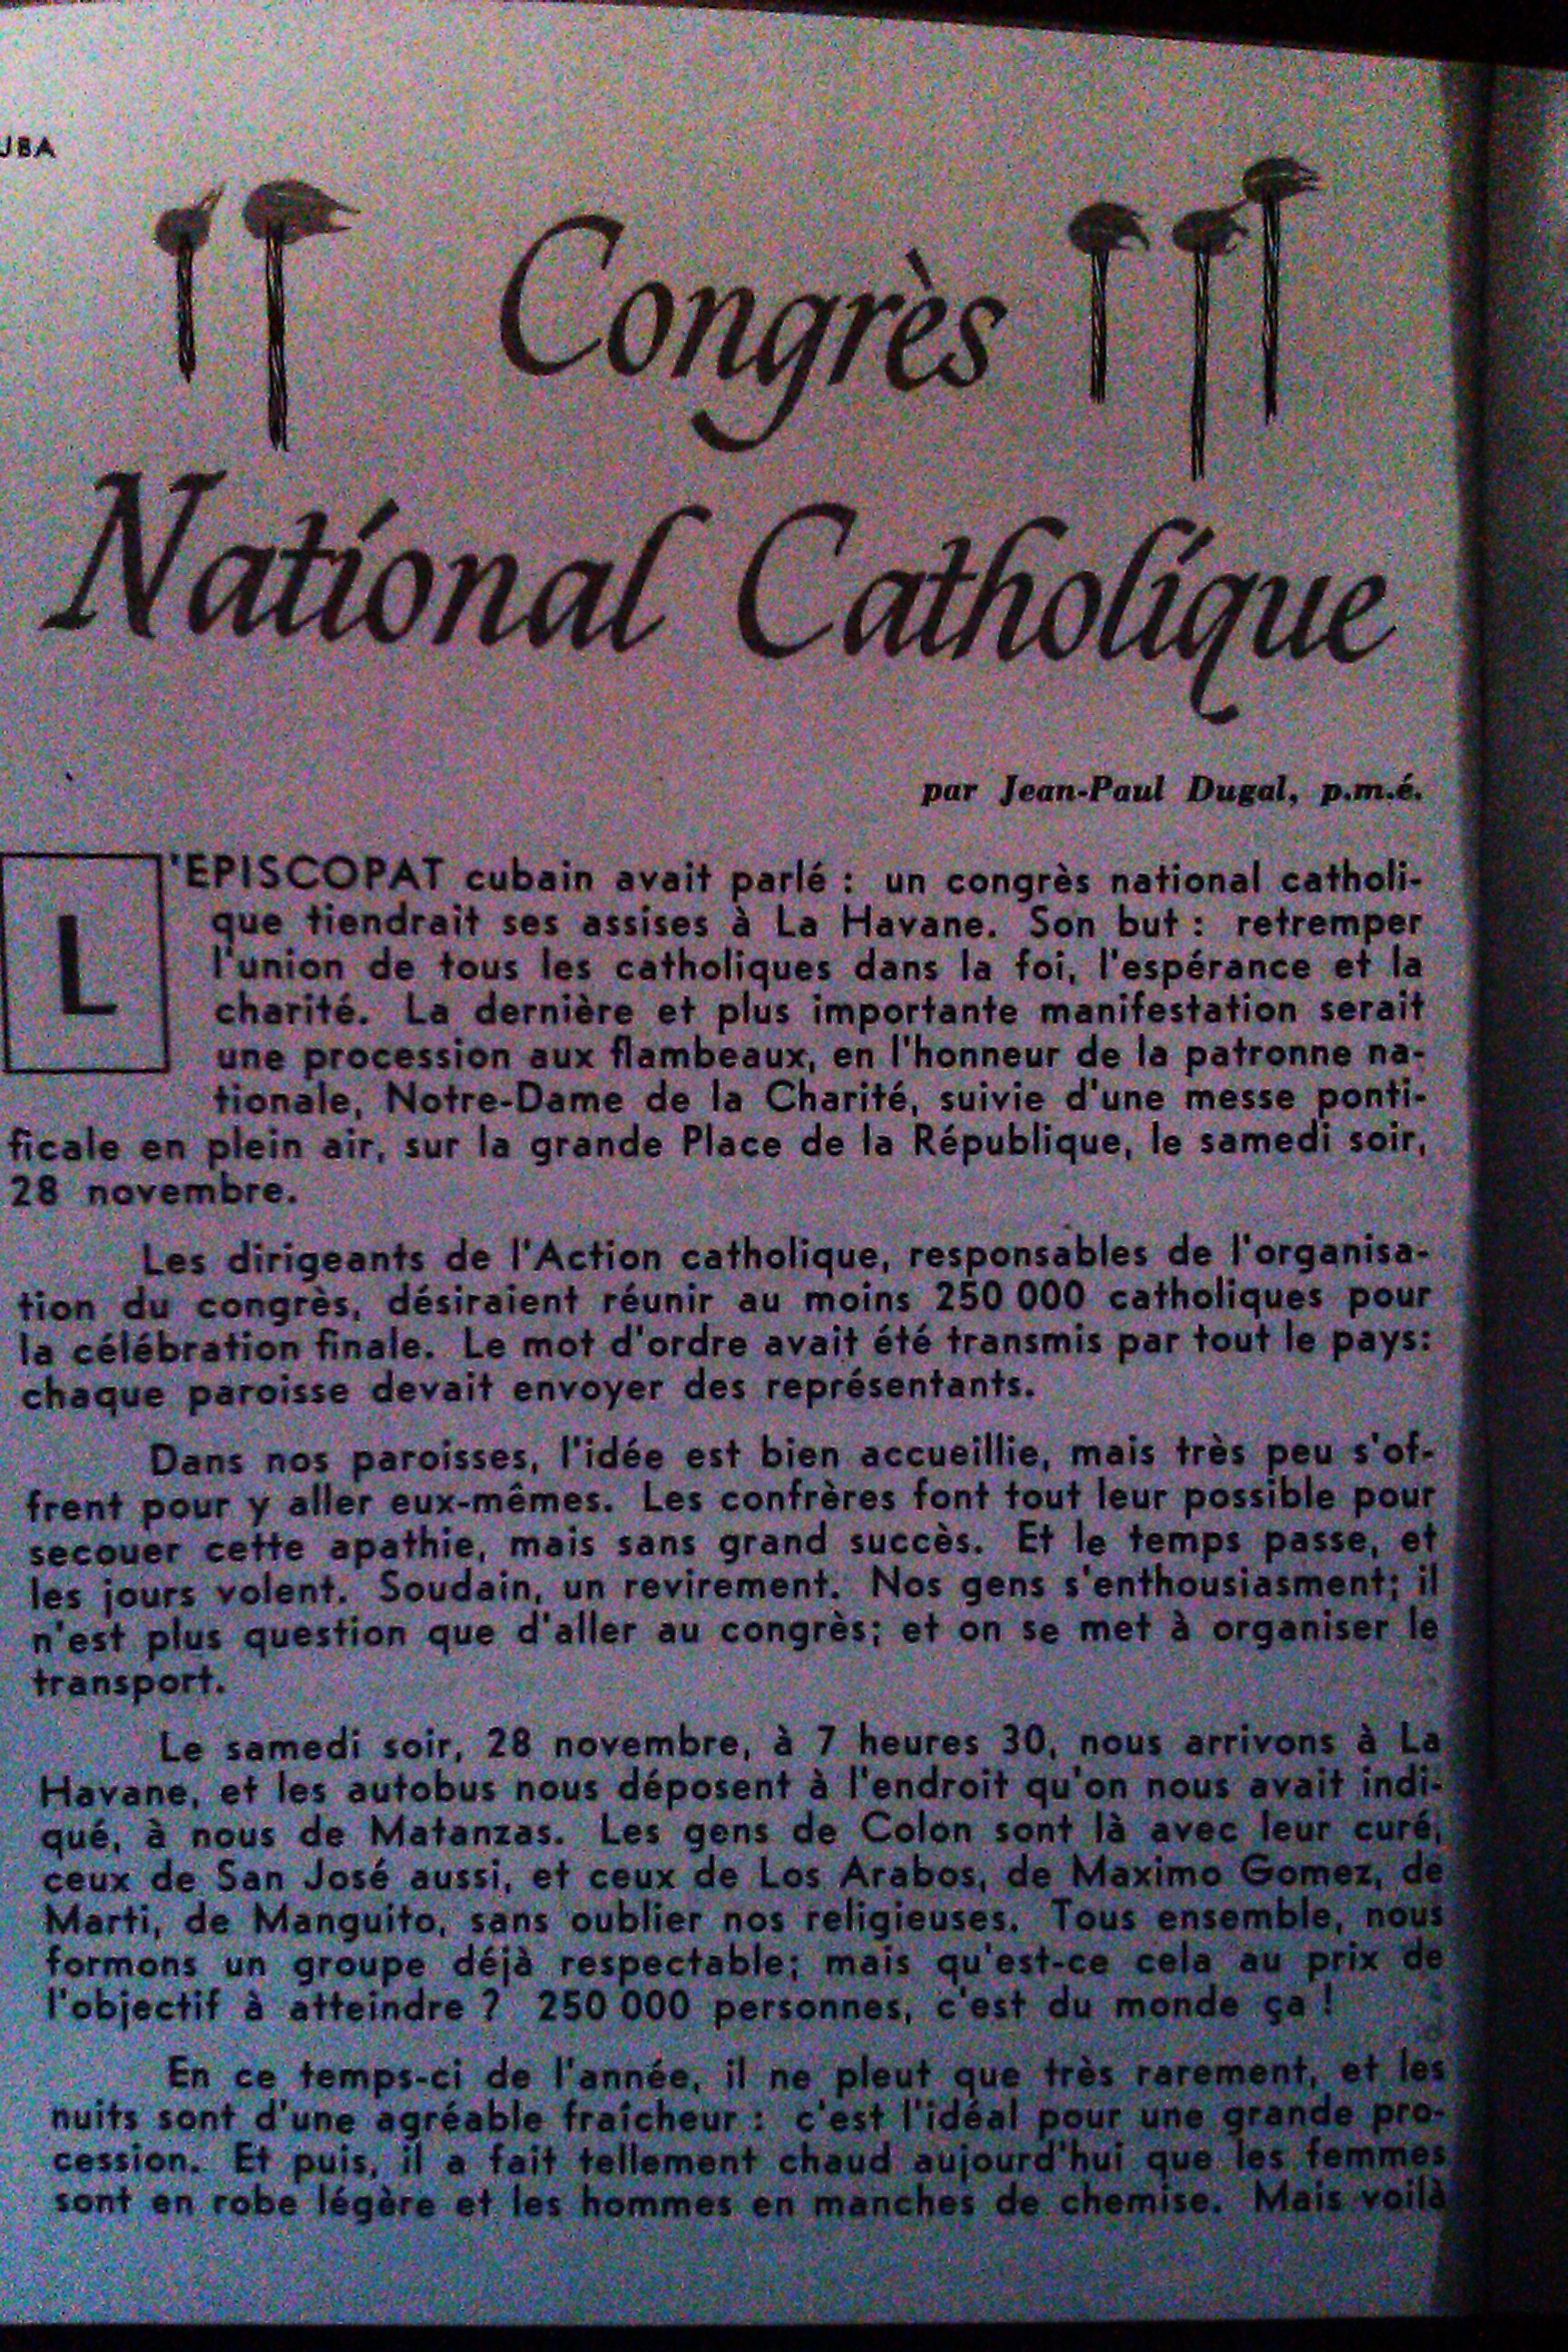 UBA
Congrès
National Catholique
par Jean-Paul Dugal, p.m.é.
L'EPISCOPAT cubain avait parlé : un congrès national catholi-
que tiendrait ses assises à La Havane. Son but : retremper
l'union de tous les catholiques dans la foi, l'espérance et la
charité. La dernière et plus importante manifestation serait
une procession aux flambeaux, en l'honneur de la patronne na-
tionale, Notre-Dame de la Charité, suivie d'une messe ponti-
ficale en plein air, sur la grande Place de la République, le samedi soir,
28 novembre.
Les dirigeants de l'Action catholique, responsables de l'organisa-
tion du congrès, désiraient réunir au moins 250 000 catholiques pour
la célébration finale. Le mot d'ordre avait été transmis par tout le pays:
chaque paroisse devait envoyer des représentants.
Dans nos paroisses, l'idée est bien accueillie, mais très peu s'of-
frent pour y aller eux-mêmes. Les confrères font tout leur possible pour
secouer cette apathie, mais sans grand succès. Et le temps passe, et
les jours volent. Soudain, un revirement. Nos gens s'enthousiasment; il
n'est plus question que d'aller au congrès; et on se met à organiser le
transport.
Le samedi soir, 28 novembre, à 7 heures 30, nous arrivons à La
Havane, et les autobus nous déposent à l'endroit qu'on nous avait indi-
qué, à nous de Matanzas. Les gens de Colon sont là avec leur curé,
ceux de San José aussi, et ceux de Los Arabos, de Maximo Gomez, de
Marti, de Manguito, sans oublier nos religieuses. Tous ensemble, nous
formons un groupe déjà respectable; mais qu'est-ce cela au prix de
l'objectif à atteindre ? 250 000 personnes, c'est du monde ça !
En ce temps-ci de l'année, il ne pleut que très rarement, et les
nuits sont d'une agréable fraîcheur : c'est l'idéal pour une grande pro-
cession. Et puis, il a fait tellement chaud aujourd'hui que les femmes
sont en robe légère et les hommes en manches de chemise. Mais voilà